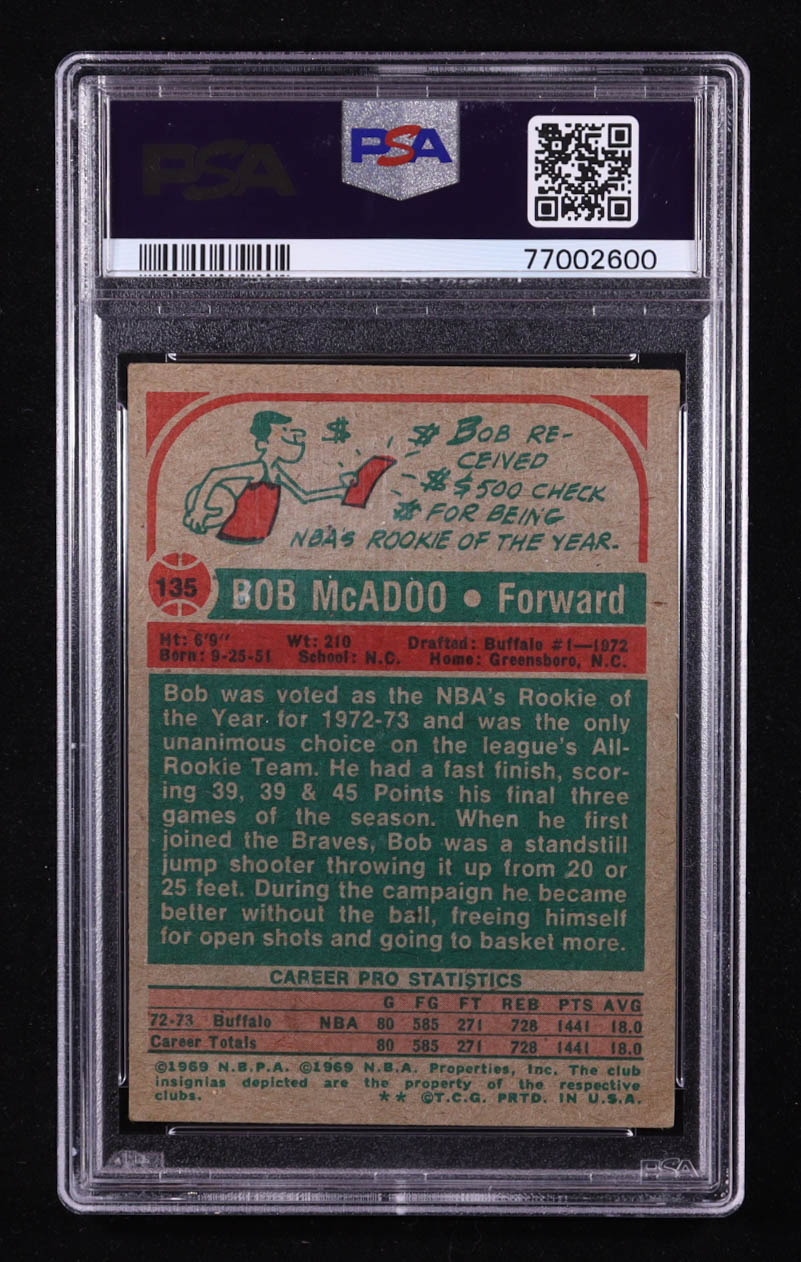 PSA PSA
77002600
$ $ BOB RE-
CEIVED
$ $500 CHECK
$ FOR BEING
NBA'S ROOKIE OF THE YEAR.
135 BOB McADOO • Forward
Ht: 6'9" Wt: 210 Drafted: Buffalo #1—1972
Born: 9-25-51 School: N.C. Home: Greensboro, N.C.
Bob was voted as the NBA's Rookie of
the Year for 1972-73 and was the only
unanimous choice on the league's All-
Rookie Team. He had a fast finish, scor-
ing 39, 39 & 45 Points his final three
games of the season. When he first
joined the Braves, Bob was a standstill
jump shooter throwing it up from 20 or
25 feet. During the campaign he became
better without the ball, freeing himself
for open shots and going to basket more.
CAREER PRO STATISTICS
G FG FT REB PTS AVG
72-73 Buffalo NBA 80 585 271 728 1441 18.0
Career Totals 80 585 271 728 1441 18.0
©1969 N.B.P.A. ©1969 N.B.A. Properties, Inc. The club
insignias depicted are the property of the respective
clubs. ** ©T.C.G. PRTD. IN U.S.A.
PSA